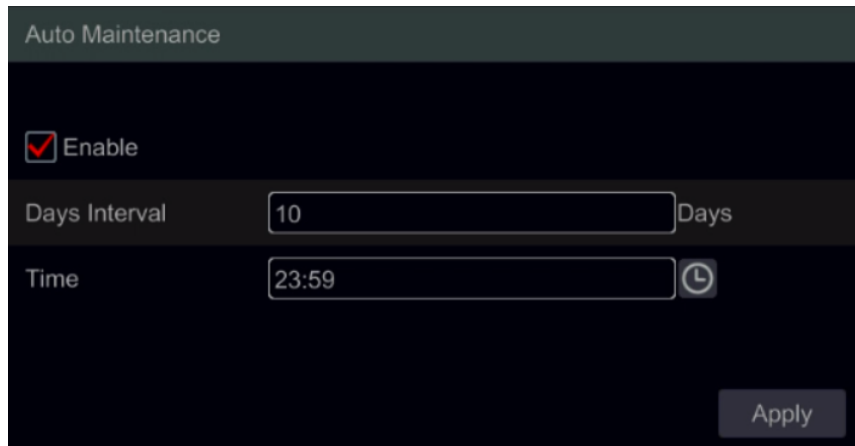 Auto Maintenance
Enable
Days Interval 10 Days
Time 23:59
Apply